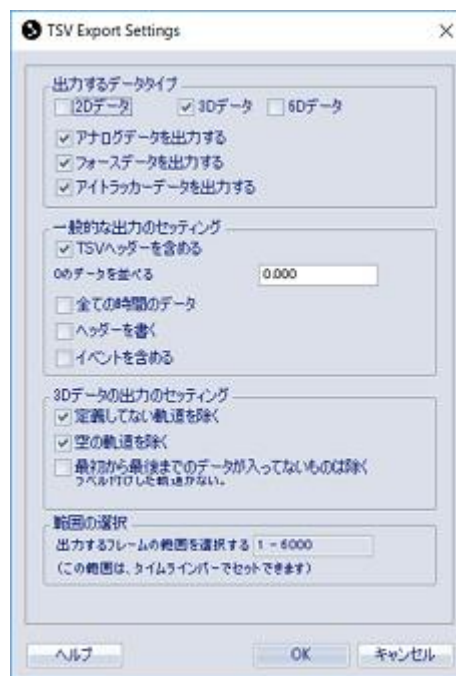 TSV Export Settings
出力するデータタイプ
2Dデータ 3Dデータ 6Dデータ
アナログデータを出力する
フォースデータを出力する
アイトラッカーデータを出力する
一般的な出力のセッティング
TSVヘッダーを含める
0のデータを並べる 0.000
全ての時間のデータ
ヘッダーを書く
イベントを含める
3Dデータの出力のセッティング
定義してない軌道を除く
空の軌道を除く
最初から最後までのデータが入ってないものは除く
ラベル付けした軌道がない。
範囲の選択
出力するフレームの範囲を選択する 1 - 6000
(この範囲は、タイムラインバーでセットできます)
ヘルプ OK キャンセル